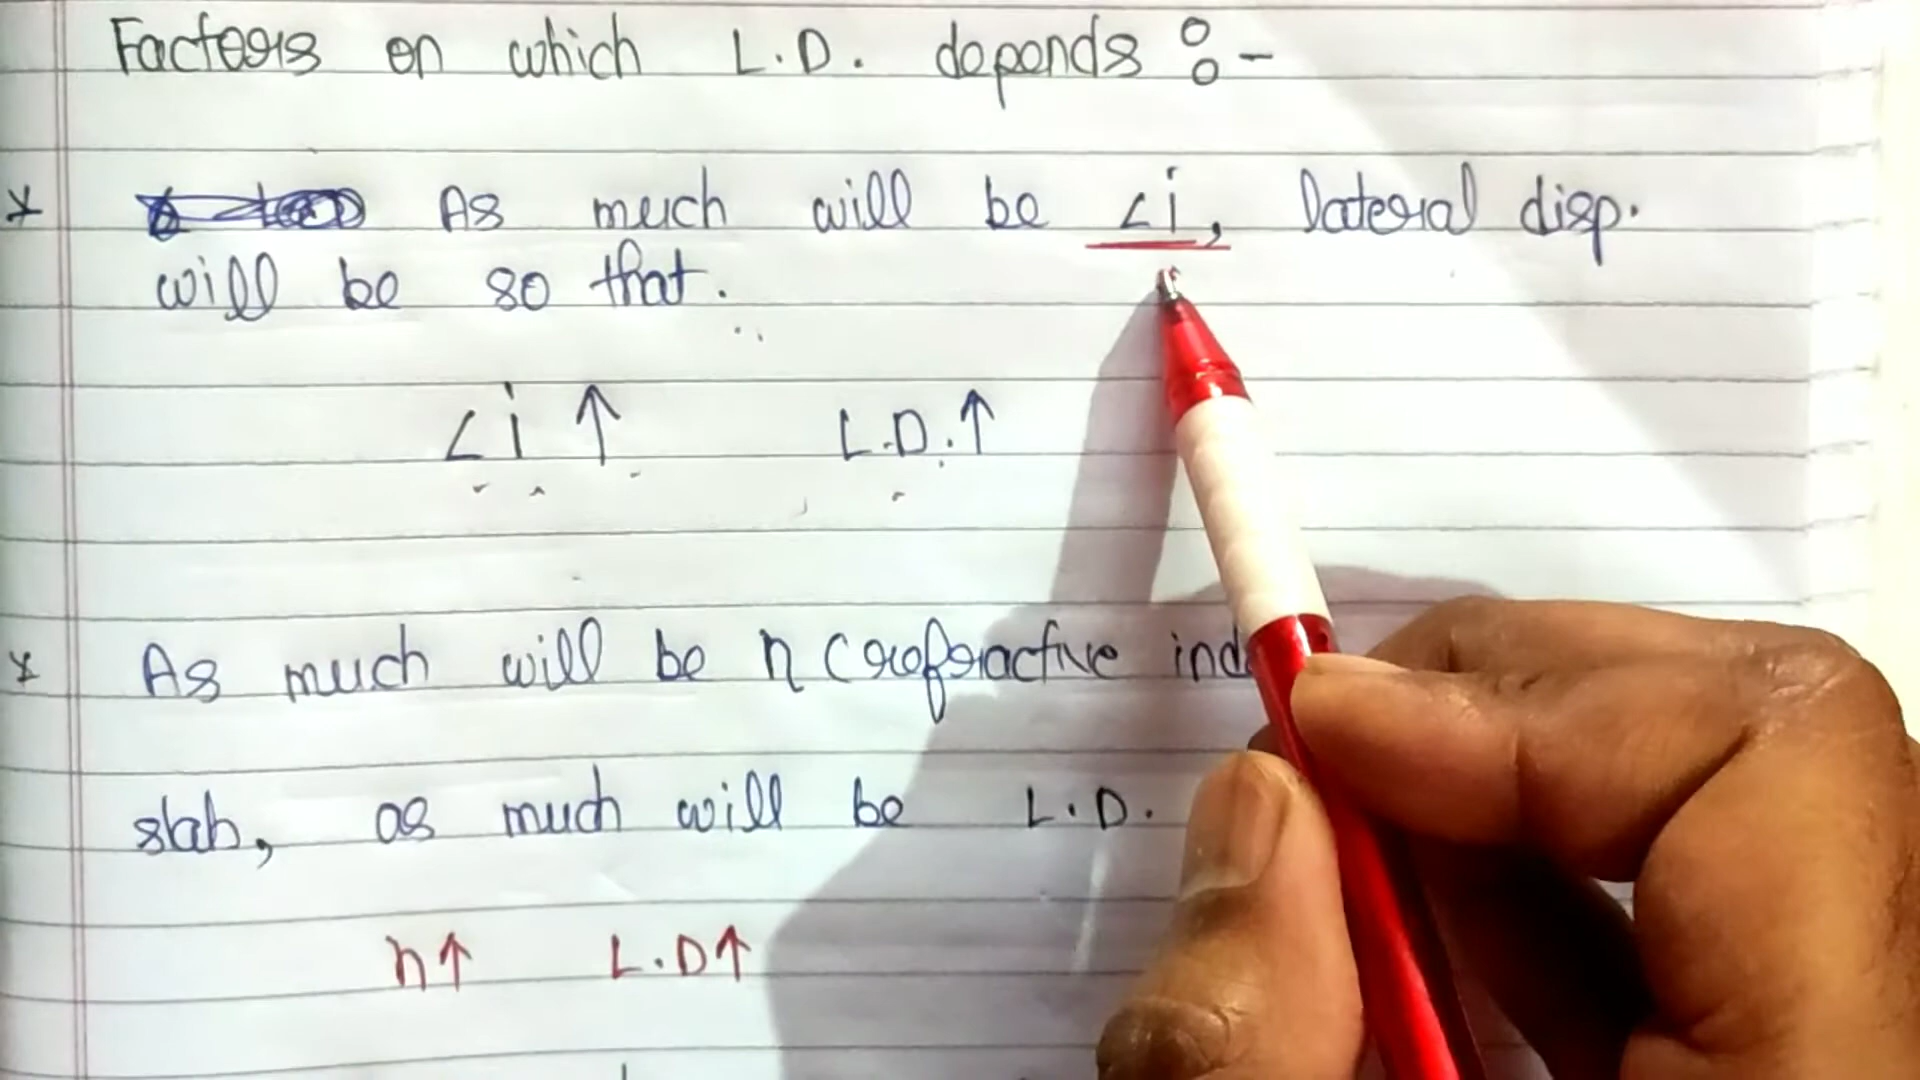 Factors on which L.D. depends :-
* As much will be ∠i, lateral disp.
will be so that.
∠i ↑ L.D. ↑
* As much will be η (refractive
slab, as much will be L.D.
η↑ L.D↑